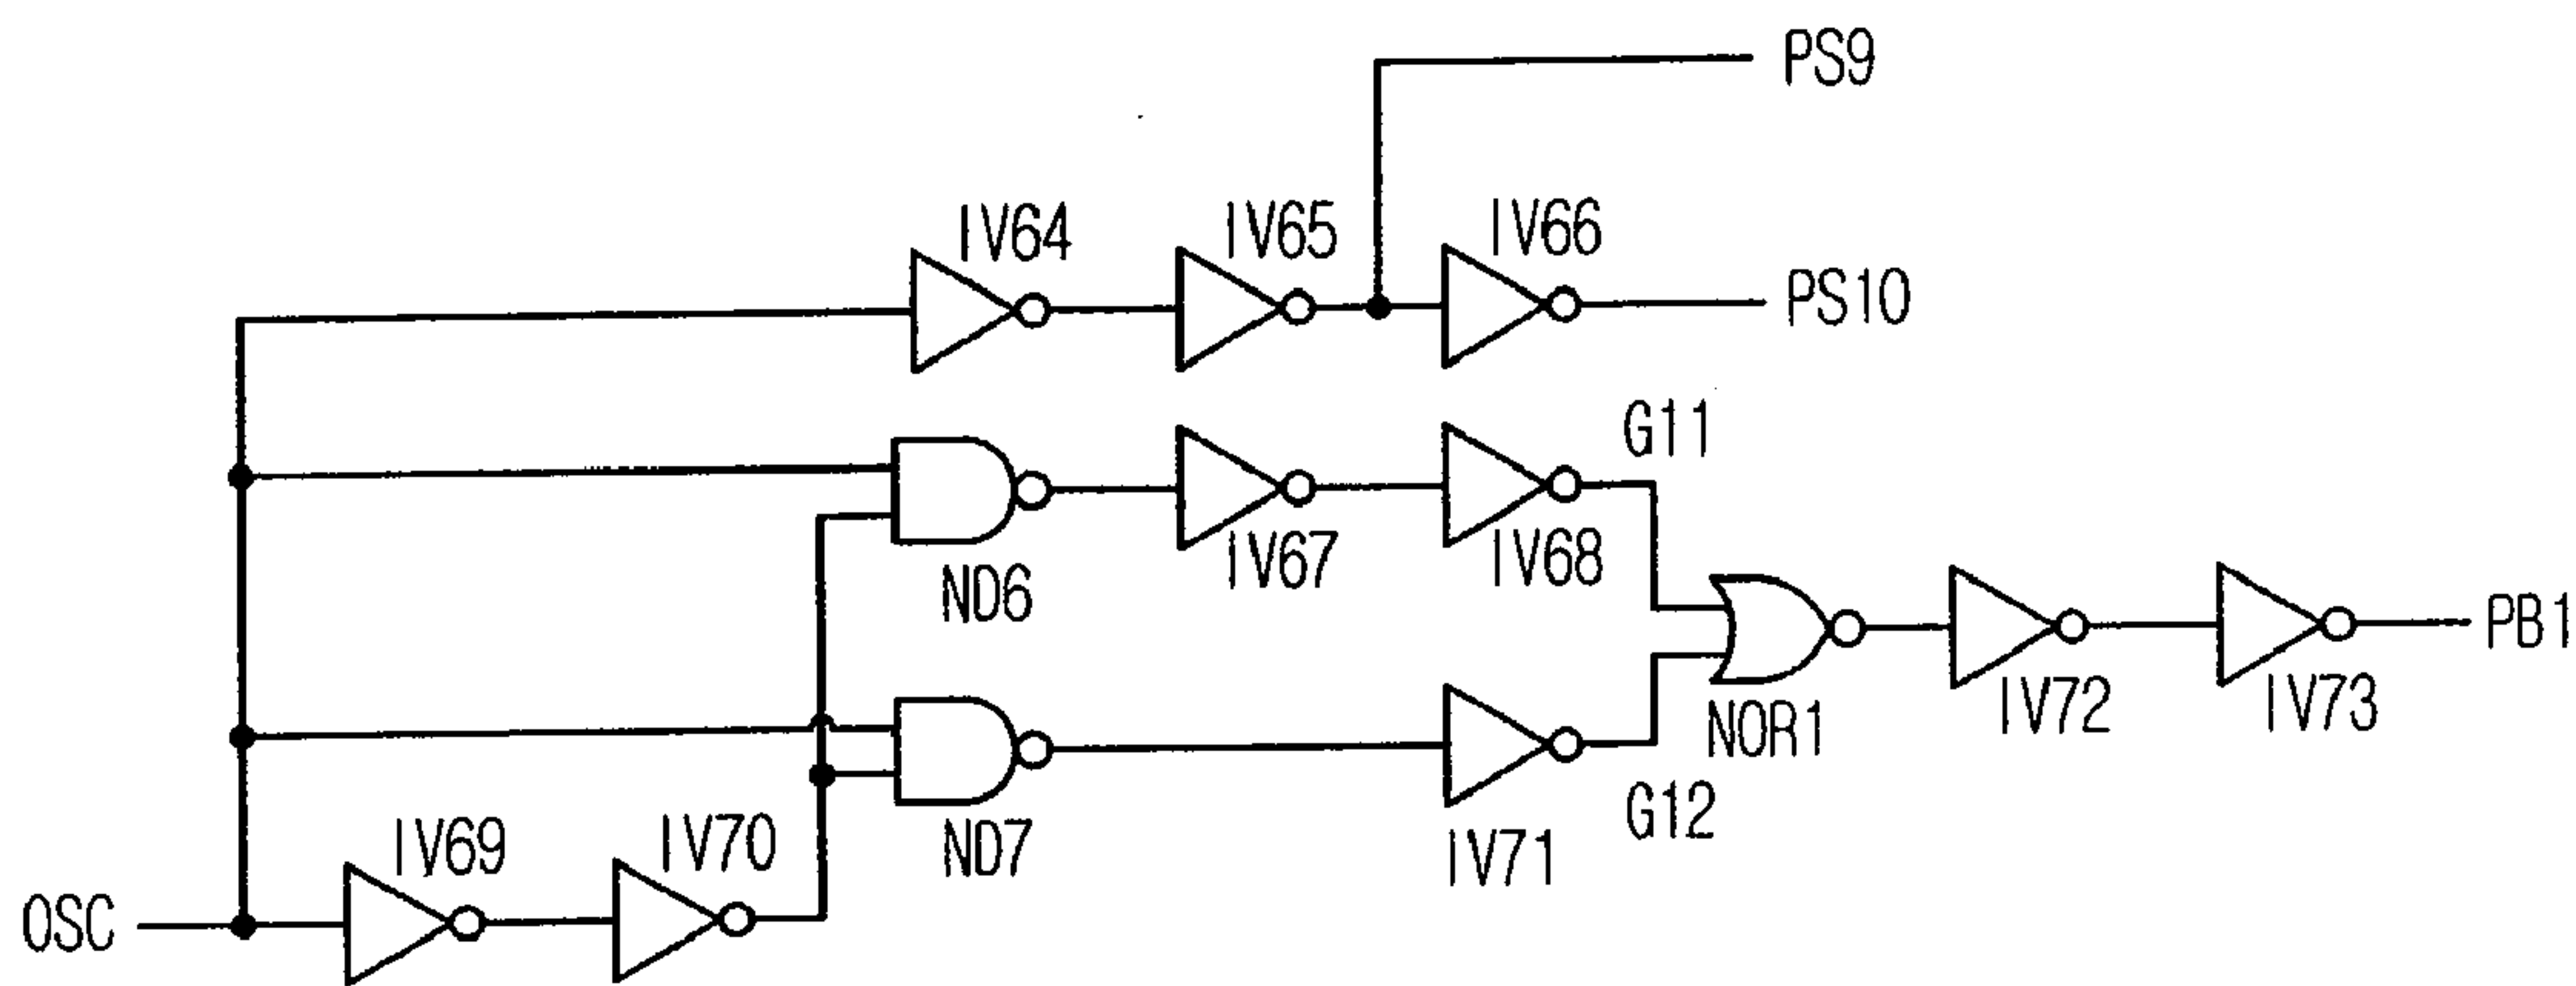 PS9
IV64
IV65
IV66
PS10
G11
ND6
IV67
IV68
PB1
NOR1
IV72
IV73
IV69
IV70
ND7
IV71
G12
OSC